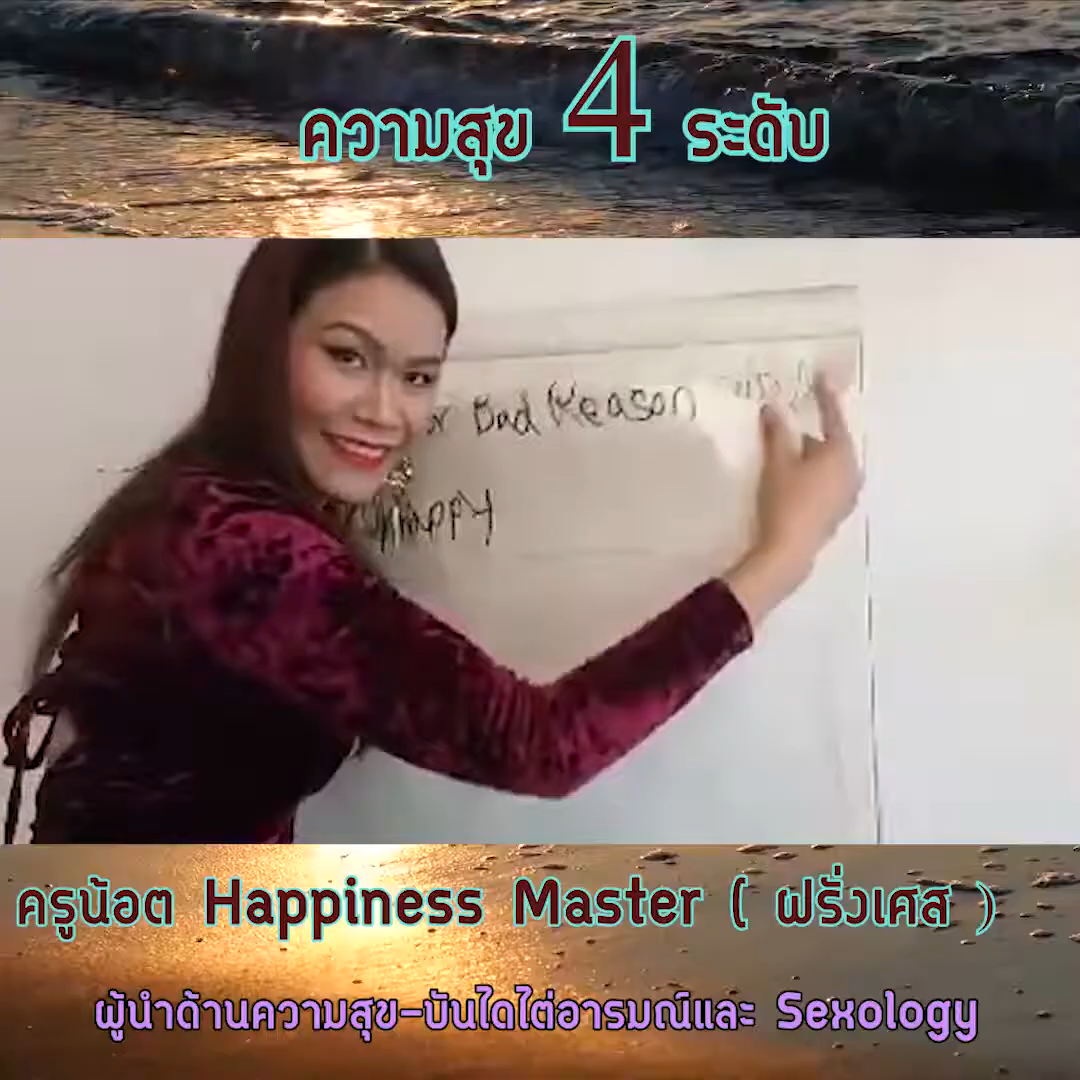 ความสุข 4 ระดับ
or Bad Reason
unhappy
ครูน้อต Happiness Master ( ฝรั่งเศส )
ผู้นำด้านความสุข-บันไดไต่อารมณ์และ Sexology